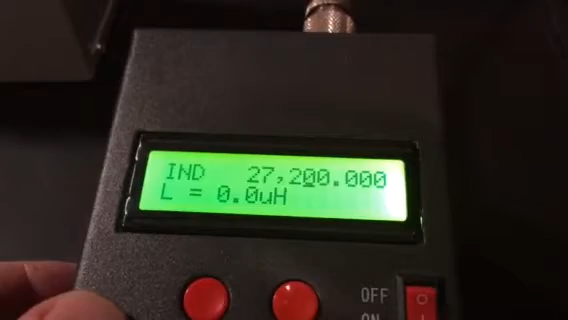 IND 27,200.000
L = 0.0uH
OFF
ON